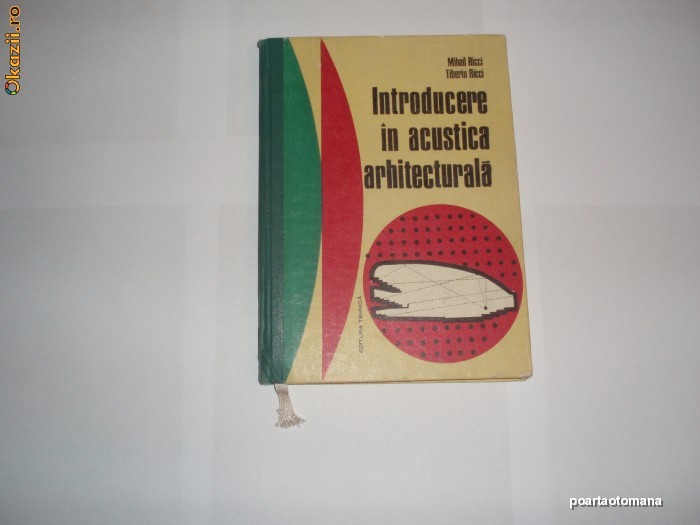 Okazii.ro
Mihail Ricci
Tiberiu Ricci
Introducere
în acustica
arhitecturală
EDITURA TEHNICĂ
poartaotomana